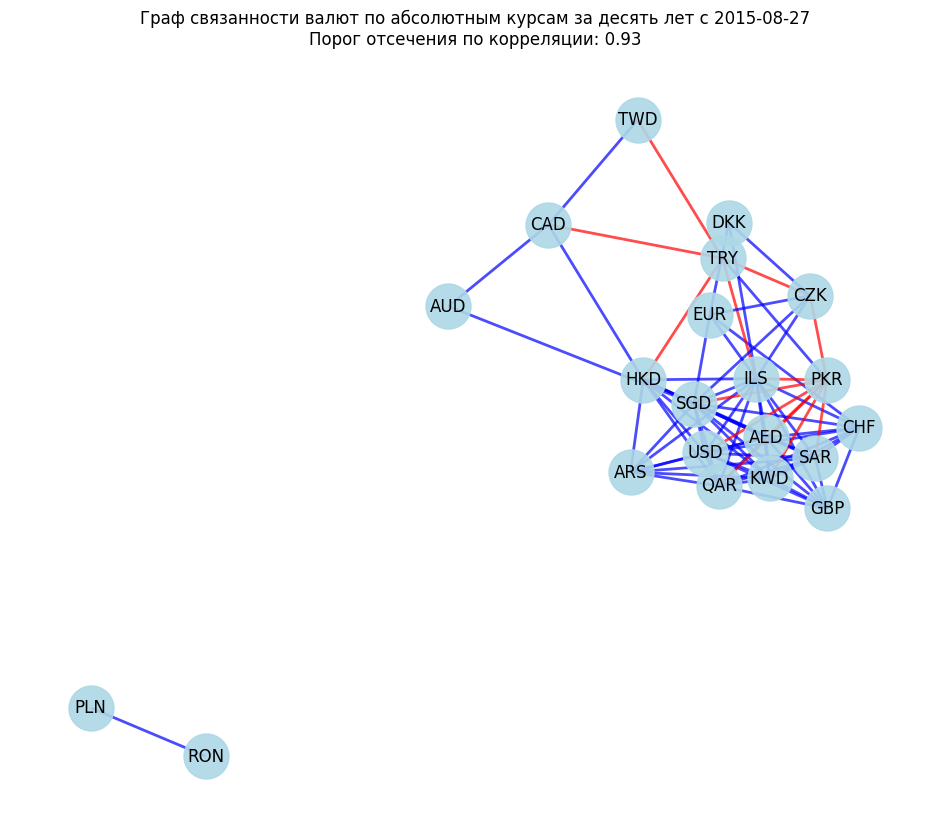 Граф связанности валют по абсолютным курсам за десять лет с 2015-08-27
Порог отсечения по корреляции: 0.93
TWD
DKK
CAD
TRY
CZK
AUD
EUR
HKD
ILS
PKR
SGD
CHF
AED
USD
SAR
ARS
QAR
KWD
GBP
PLN
RON